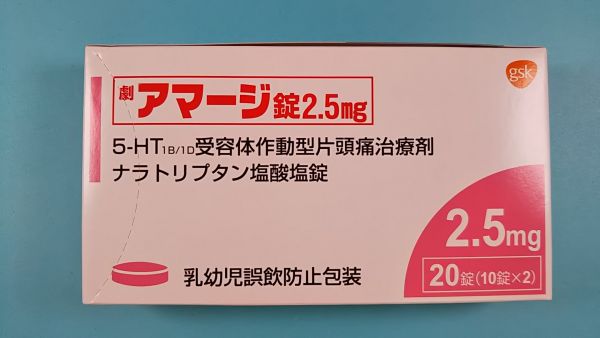 gsk
劇 アマージ錠2.5mg
5-HT1B/1D受容体作動型片頭痛治療剤
ナラトリプタン塩酸塩錠
2.5mg
20錠(10錠×2)
乳幼児誤飲防止包装